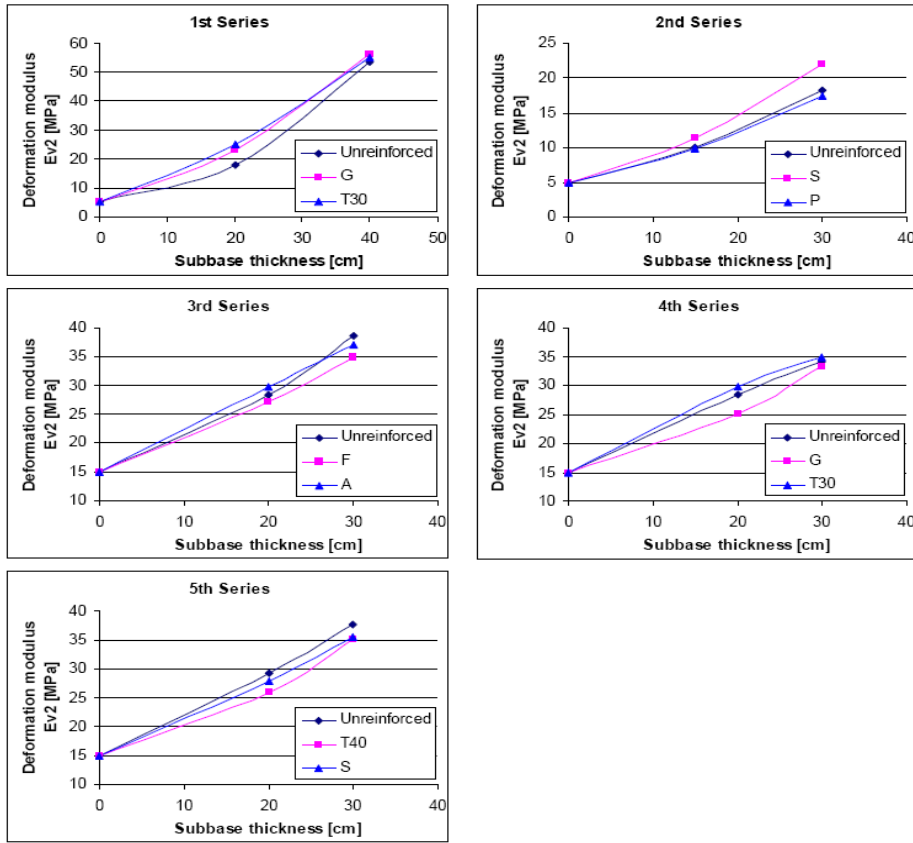 1st Series
Deformation modulus
Ev2 [MPa]
60
50
40
30
20
10
0
Unreinforced
G
T30
0 10 20 30 40 50
Subbase thickness [cm]
2nd Series
Deformation modulus
Ev2 [MPa]
25
20
15
10
5
0
Unreinforced
S
P
0 10 20 30 40
Subbase thickness [cm]
3rd Series
Deformation modulus
Ev2 [MPa]
40
35
30
25
20
15
10
Unreinforced
F
A
0 10 20 30 40
Subbase thickness [cm]
4th Series
Deformation modulus
Ev2 [MPa]
40
35
30
25
20
15
10
Unreinforced
G
T30
0 10 20 30 40
Subbase thickness [cm]
5th Series
Deformation modulus
Ev2 [MPa]
40
35
30
25
20
15
10
Unreinforced
T40
S
0 10 20 30 40
Subbase thickness [cm]